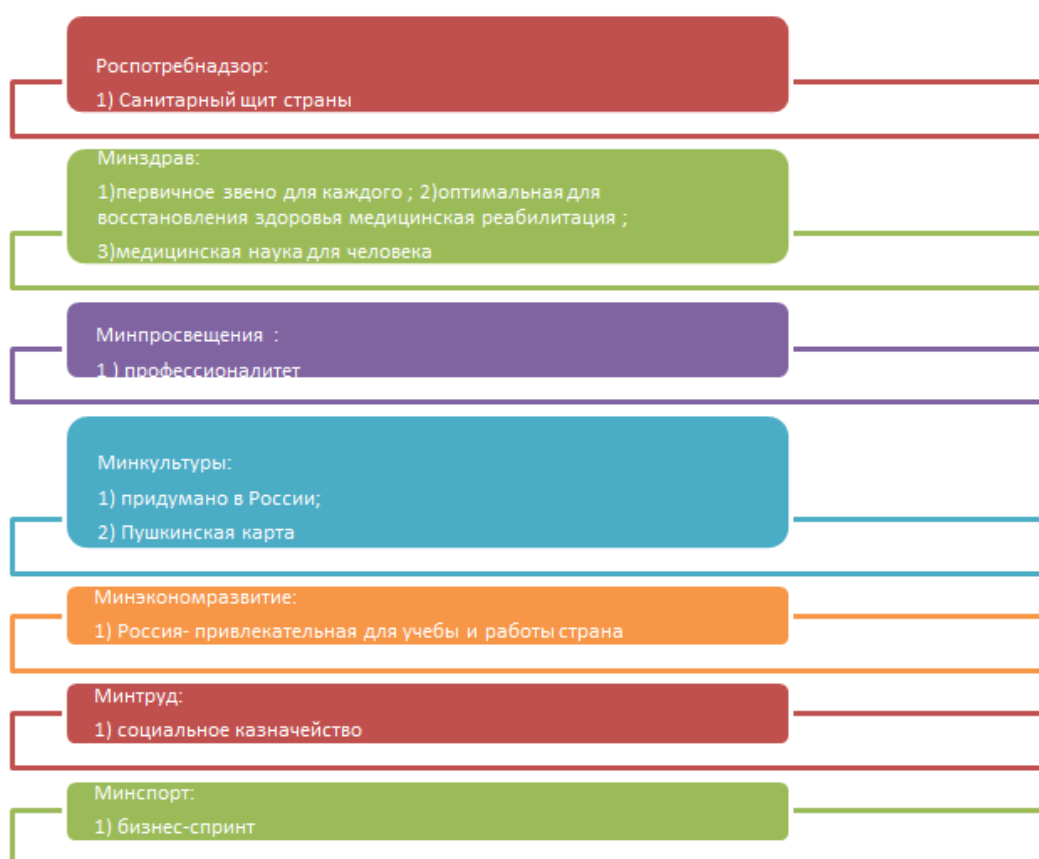 Роспотребнадзор:
1) Санитарный щит страны
Минздрав:
1)первичное звено для каждого ; 2)оптимальная для
восстановления здоровья медицинская реабилитация ;
3)медицинская наука для человека
Минпросвещения :
1 ) профессионалитет
Минкультуры:
1) придумано в России;
2) Пушкинская карта
Минэкономразвитие:
1) Россия- привлекательная для учебы и работы страна
Минтруд:
1) социальное казначейство
Минспорт:
1) бизнес-спринт